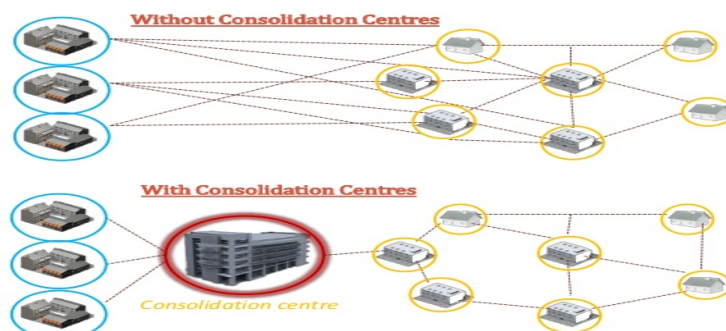 Without Consolidation Centres
With Consolidation Centres
Consolidation centre